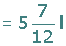 = 5 7/12 l